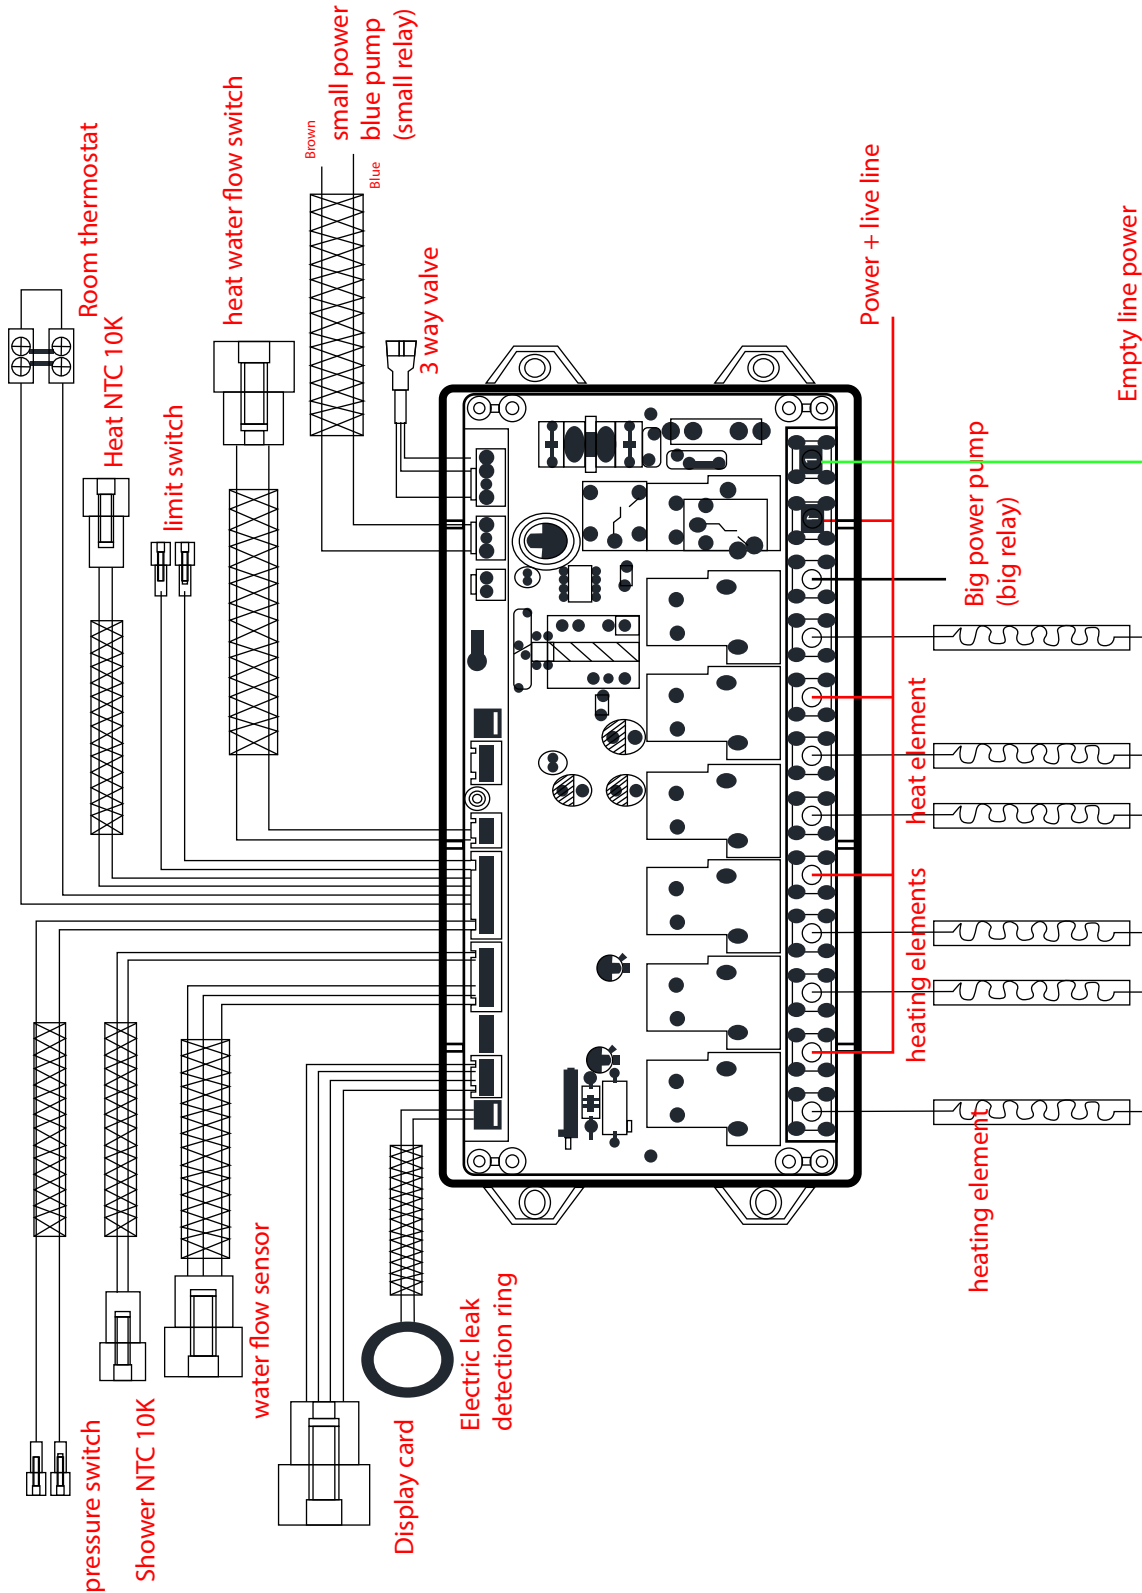 pressure switch
Shower NTC 10K
water flow sensor
Display card
Electric leak
detection ring
Room thermostat
Heat NTC 10K
limit switch
heat water flow switch
Brown
Blue
small power
blue pump
(small relay)
3 way valve
heating element
heating elements
heat element
Big power pump
(big relay)
Power + live line
Empty line power